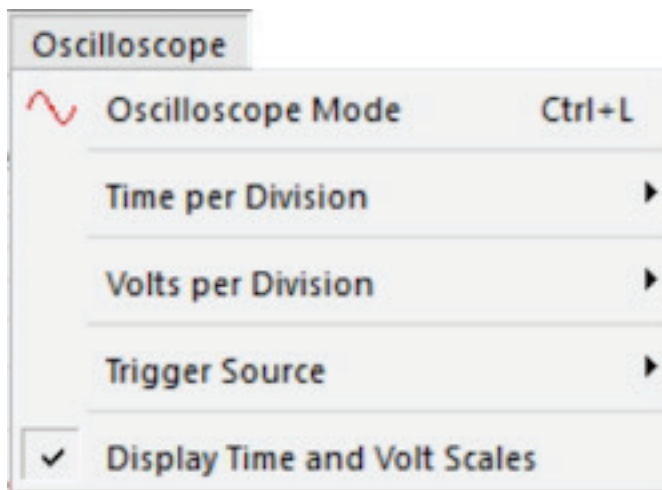 Oscilloscope
Oscilloscope Mode Ctrl+L
Time per Division
Volts per Division
Trigger Source
Display Time and Volt Scales